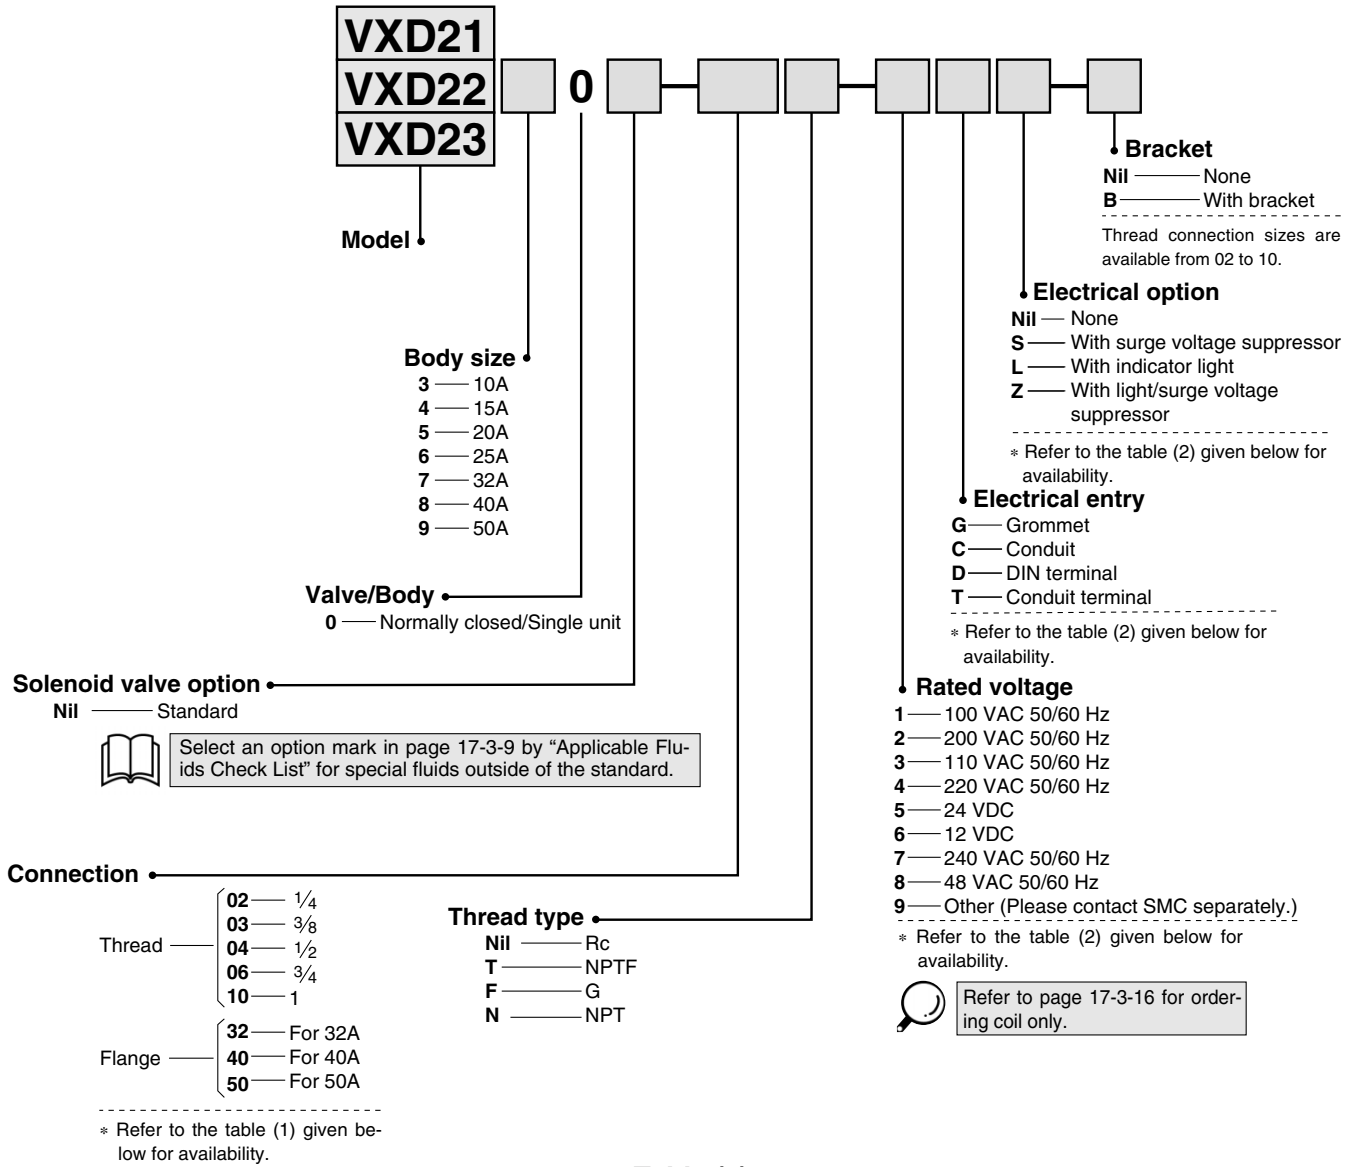 VXD21
VXD22 0
VXD23
Model
Bracket
Nil None
B With bracket
Thread connection sizes are
available from 02 to 10.
Electrical option
Nil None
S With surge voltage suppressor
L With indicator light
Z With light/surge voltage
suppressor
* Refer to the table (2) given below for
availability.
Body size
3 10A
4 15A
5 20A
6 25A
7 32A
8 40A
9 50A
Electrical entry
G Grommet
C Conduit
D DIN terminal
T Conduit terminal
* Refer to the table (2) given below for
availability.
Valve/Body
0 Normally closed/Single unit
Solenoid valve option
Nil Standard
Select an option mark in page 17-3-9 by “Applicable Flu-
ids Check List” for special fluids outside of the standard.
Rated voltage
1 100 VAC 50/60 Hz
2 200 VAC 50/60 Hz
3 110 VAC 50/60 Hz
4 220 VAC 50/60 Hz
5 24 VDC
6 12 VDC
7 240 VAC 50/60 Hz
8 48 VAC 50/60 Hz
9 Other (Please contact SMC separately.)
* Refer to the table (2) given below for
availability.
Refer to page 17-3-16 for order-
ing coil only.
Connection
Thread
02 1/4
03 3/8
04 1/2
06 3/4
10 1
Flange
32 For 32A
40 For 40A
50 For 50A
* Refer to the table (1) given be-
low for availability.
Thread type
Nil Rc
T NPTF
F G
N NPT